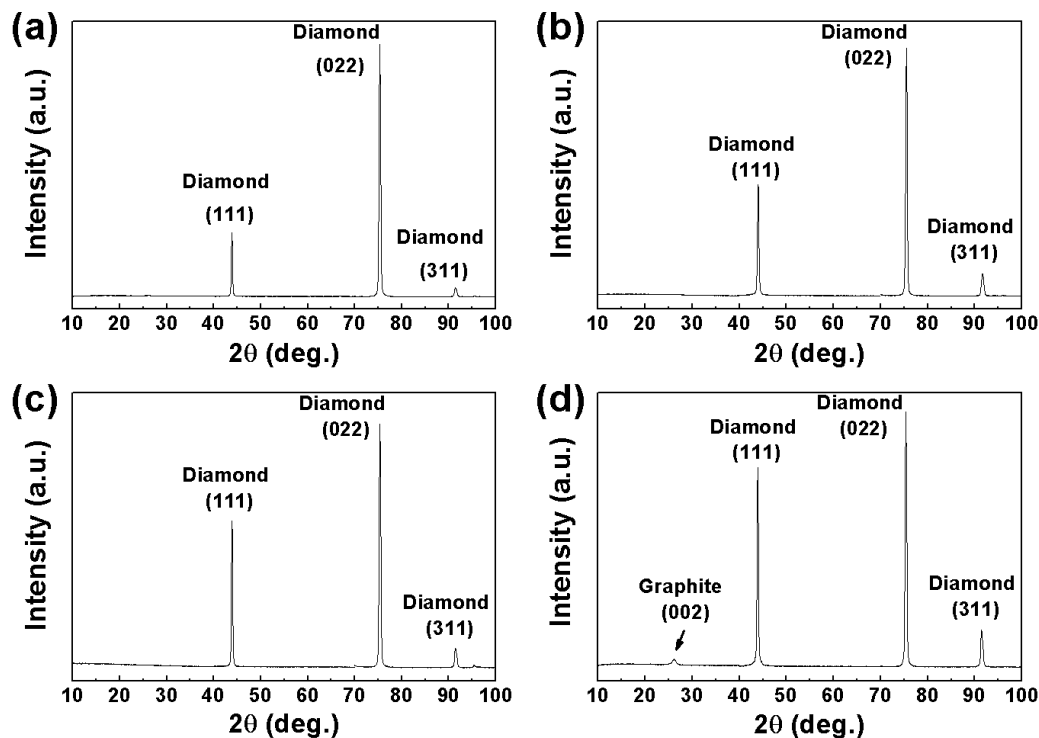 (a)
Diamond
(022)
Diamond
(111)
Diamond
(311)
Intensity (a.u.)
10 20 30 40 50 60 70 80 90 100
2θ (deg.)
(b)
Diamond
(022)
Diamond
(111)
Diamond
(311)
Intensity (a.u.)
10 20 30 40 50 60 70 80 90 100
2θ (deg.)
(c)
Diamond
(022)
Diamond
(111)
Diamond
(311)
Intensity (a.u.)
10 20 30 40 50 60 70 80 90 100
2θ (deg.)
(d)
Diamond
(022)
Diamond
(111)
Graphite
(002)
Diamond
(311)
Intensity (a.u.)
10 20 30 40 50 60 70 80 90 100
2θ (deg.)